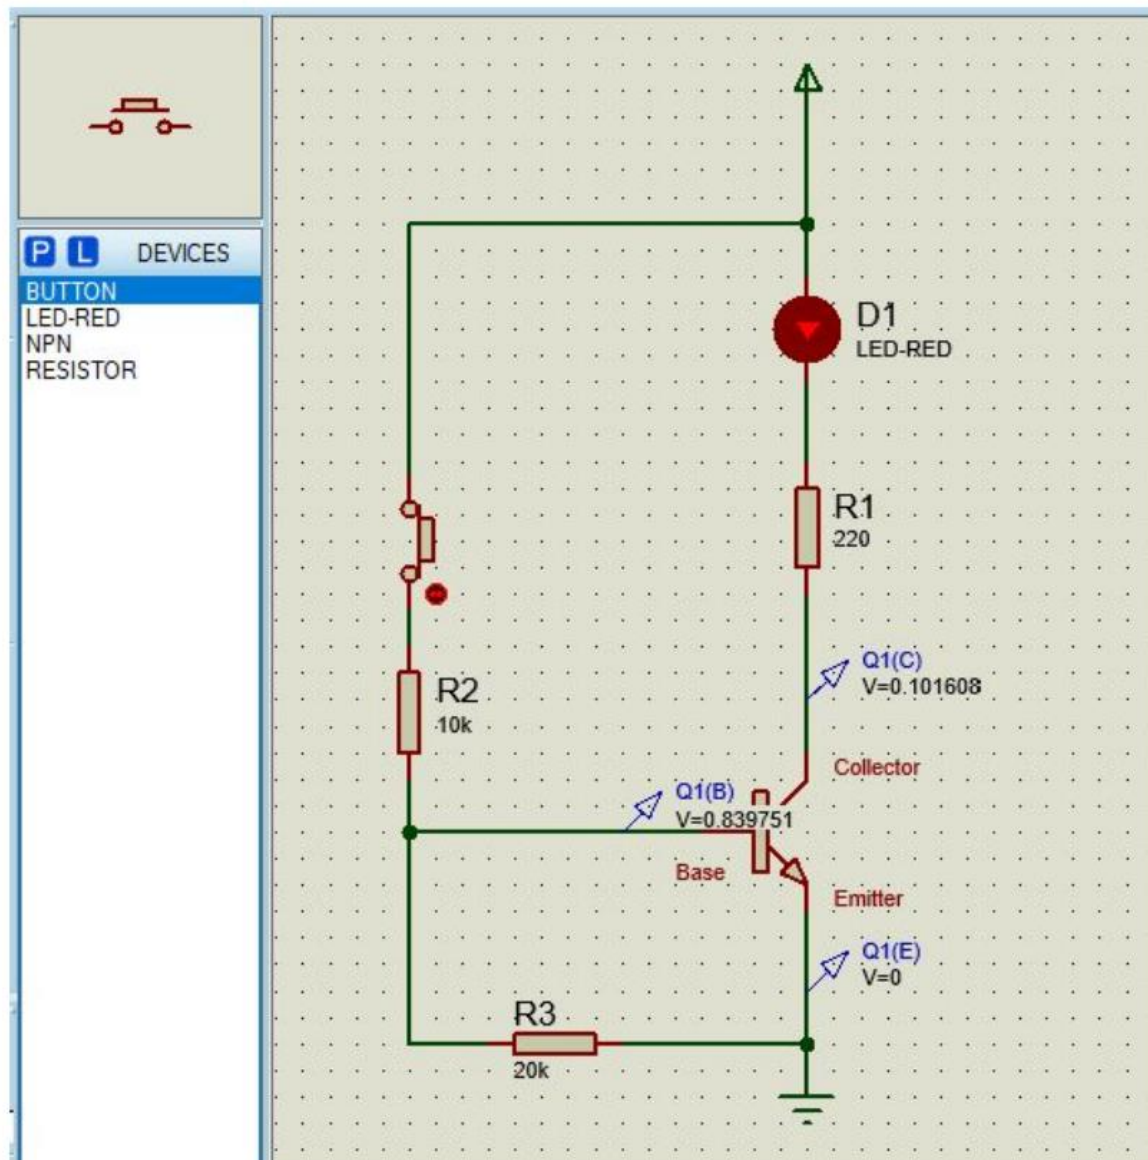 P L DEVICES
BUTTON
LED-RED
NPN
RESISTOR
D1
LED-RED
R1
220
Q1(C)
V=0.101608
R2
10k
Collector
Q1(B)
V=0.839751
Base
Emitter
Q1(E)
V=0
R3
20k